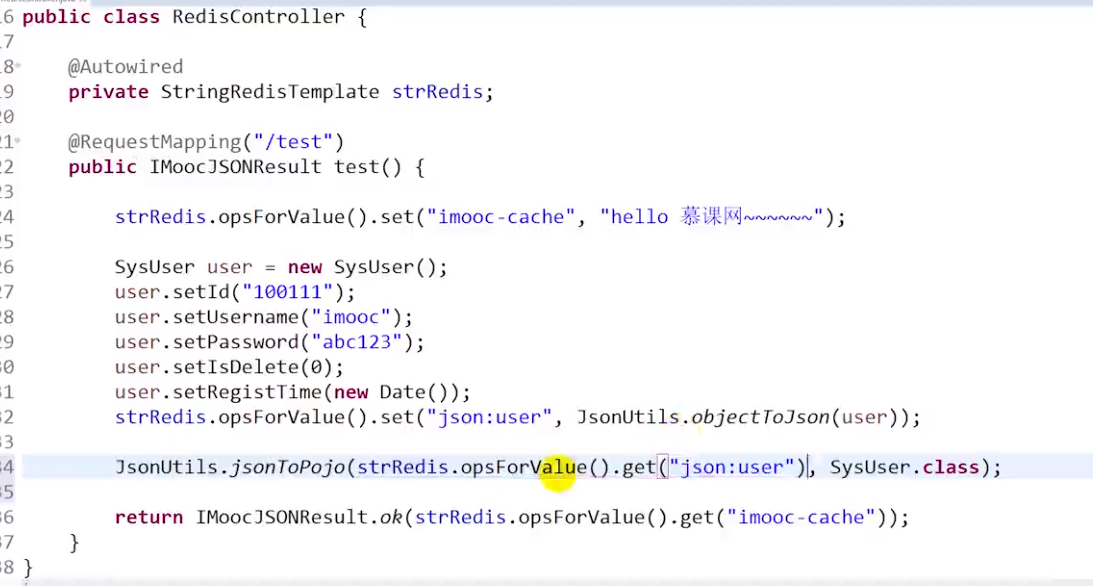 16 public class RedisController {
17
18 @Autowired
19 private StringRedisTemplate strRedis;
20
21 @RequestMapping("/test")
22 public IMoocJSONResult test() {
23
24 strRedis.opsForValue().set("imooc-cache", "hello 慕课网~~~~~~");
25
26 SysUser user = new SysUser();
27 user.setId("100111");
28 user.setUsername("imooc");
29 user.setPassword("abc123");
30 user.setIsDelete(0);
31 user.setRegistTime(new Date());
32 strRedis.opsForValue().set("json:user", JsonUtils.objectToJson(user));
33
34 JsonUtils.jsonToPojo(strRedis.opsForValue().get("json:user"), SysUser.class);
35
36 return IMoocJSONResult.ok(strRedis.opsForValue().get("imooc-cache"));
37 }
38 }